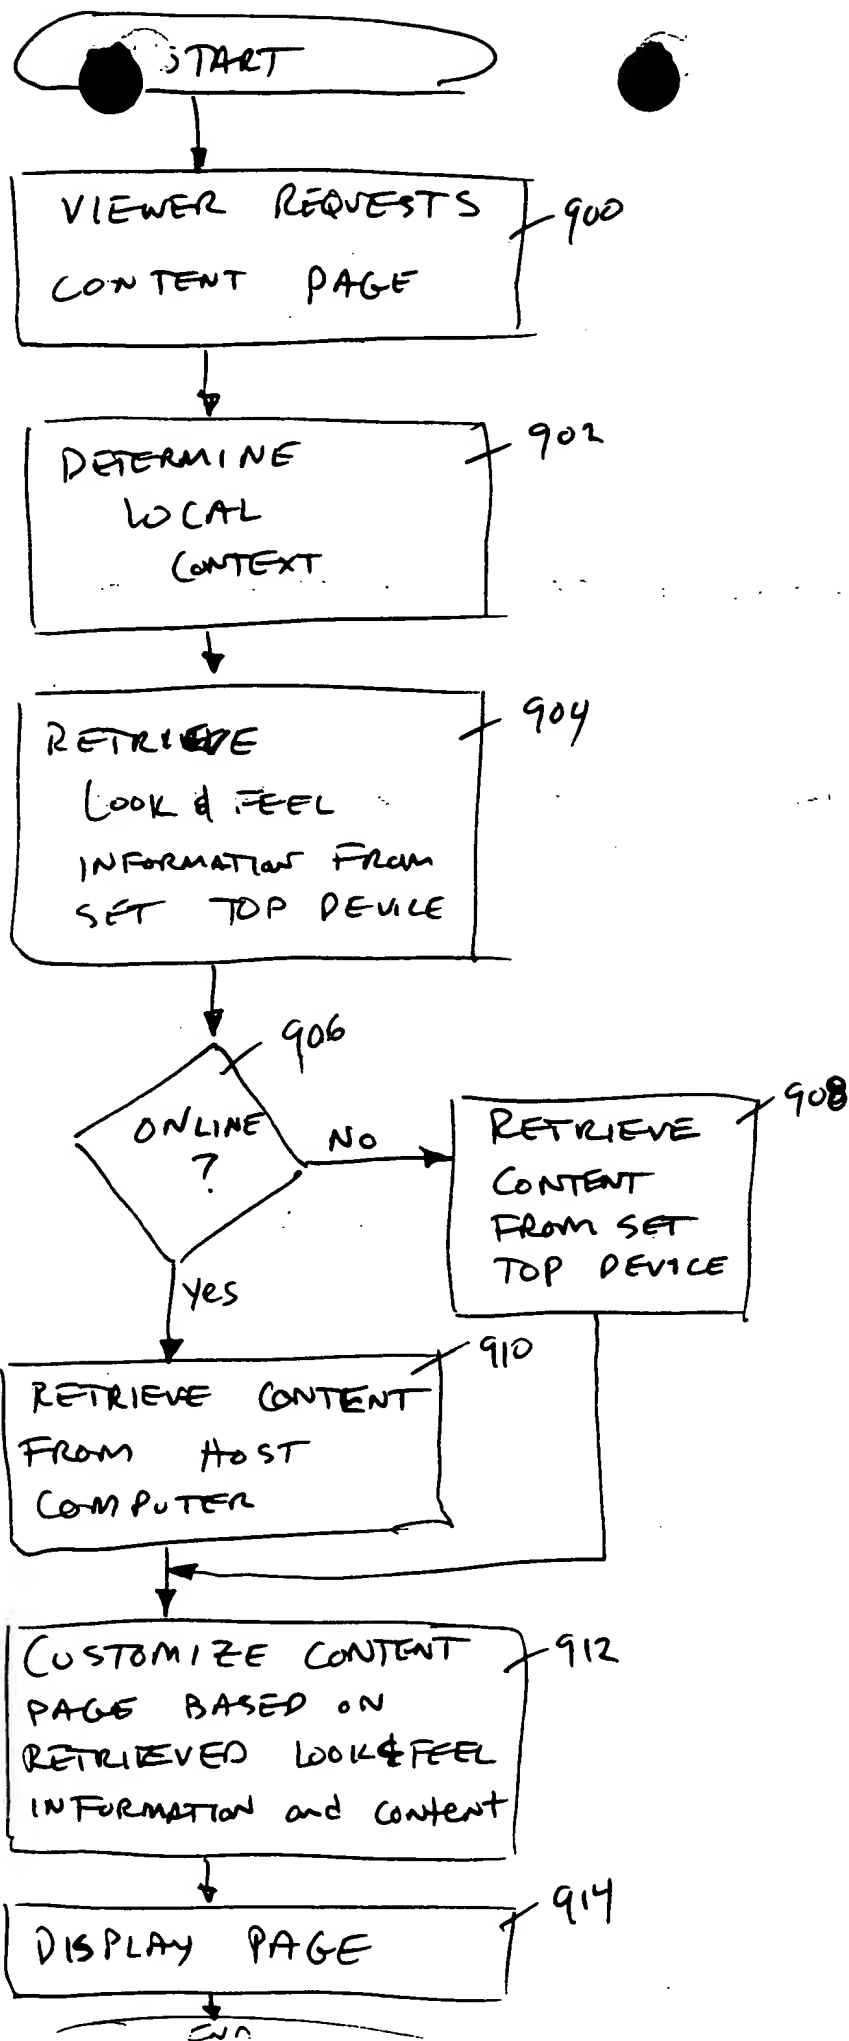 START
VIEWER REQUESTS
CONTENT PAGE
900
DETERMINE
LOCAL
CONTEXT
902
RETRIEVE
LOOK & FEEL
INFORMATION FROM
SET TOP DEVICE
904
906
ONLINE
?
NO
RETRIEVE
CONTENT
FROM SET
TOP DEVICE
908
yes
RETRIEVE CONTENT
FROM HOST
COMPUTER
910
CUSTOMIZE CONTENT
PAGE BASED ON
RETRIEVED LOOK & FEEL
INFORMATION and content
912
DISPLAY PAGE
914
END